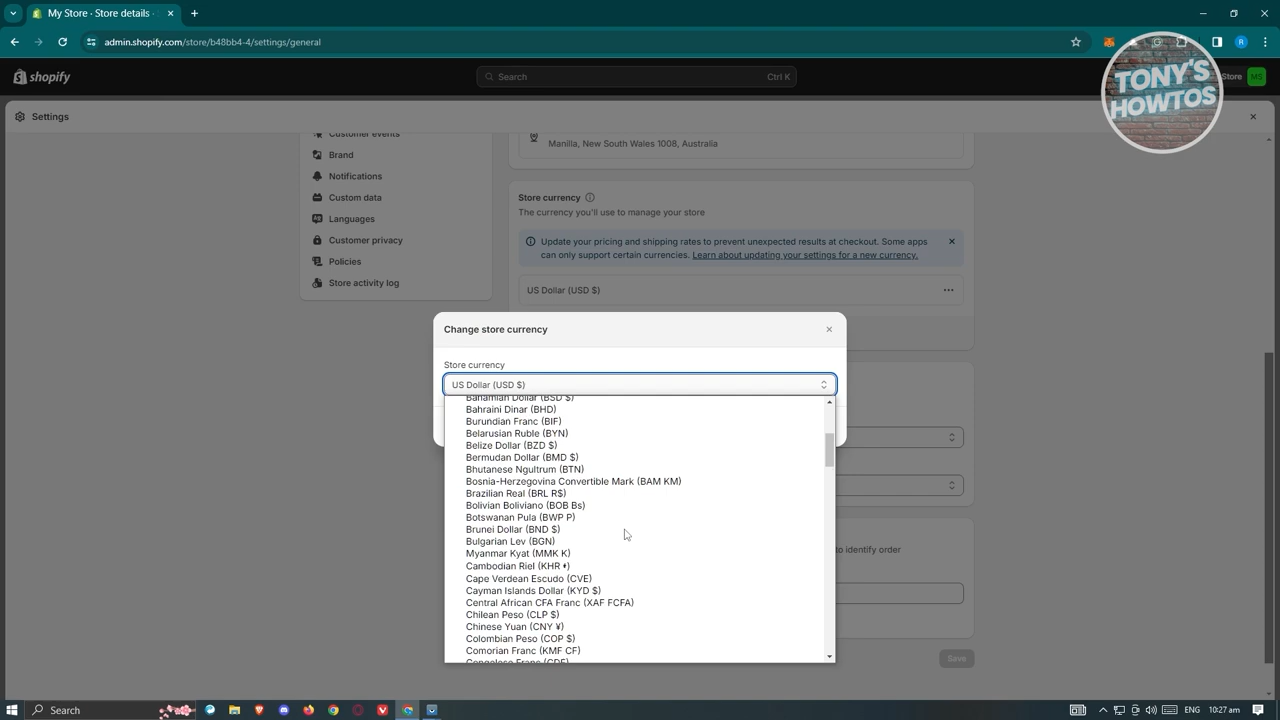 My Store · Store details ·
admin.shopify.com/store/b48bb4-4/settings/general
shopify
Search
Ctrl K
Store
MS
TONY'S
HOWTOS
Settings
Customer events
Brand
Notifications
Custom data
Languages
Customer privacy
Policies
Store activity log
Manilla, New South Wales 1008, Australia
Store currency
The currency you'll use to manage your store
Update your pricing and shipping rates to prevent unexpected results at checkout. Some apps
can only support certain currencies. Learn about updating your settings for a new currency.
US Dollar (USD $)
Change store currency
Store currency
US Dollar (USD $)
Bahamian Dollar (BSD $)
Bahraini Dinar (BHD)
Burundian Franc (BIF)
Belarusian Ruble (BYN)
Belize Dollar (BZD $)
Bermudan Dollar (BMD $)
Bhutanese Ngultrum (BTN)
Bosnia-Herzegovina Convertible Mark (BAM KM)
Brazilian Real (BRL R$)
Bolivian Boliviano (BOB Bs)
Botswanan Pula (BWP P)
Brunei Dollar (BND $)
Bulgarian Lev (BGN)
Myanmar Kyat (MMK K)
Cambodian Riel (KHR ៛)
Cape Verdean Escudo (CVE)
Cayman Islands Dollar (KYD $)
Central African CFA Franc (XAF FCFA)
Chilean Peso (CLP $)
Chinese Yuan (CNY ¥)
Colombian Peso (COP $)
Comorian Franc (KMF CF)
Congolese Franc (CDF)
to identify order
Save
Search
ENG
10:27 am